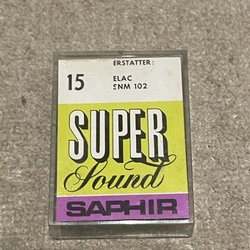 ERSTATTER:
15
ELAC
SNM 102
SUPER
Sound
SAPHIR